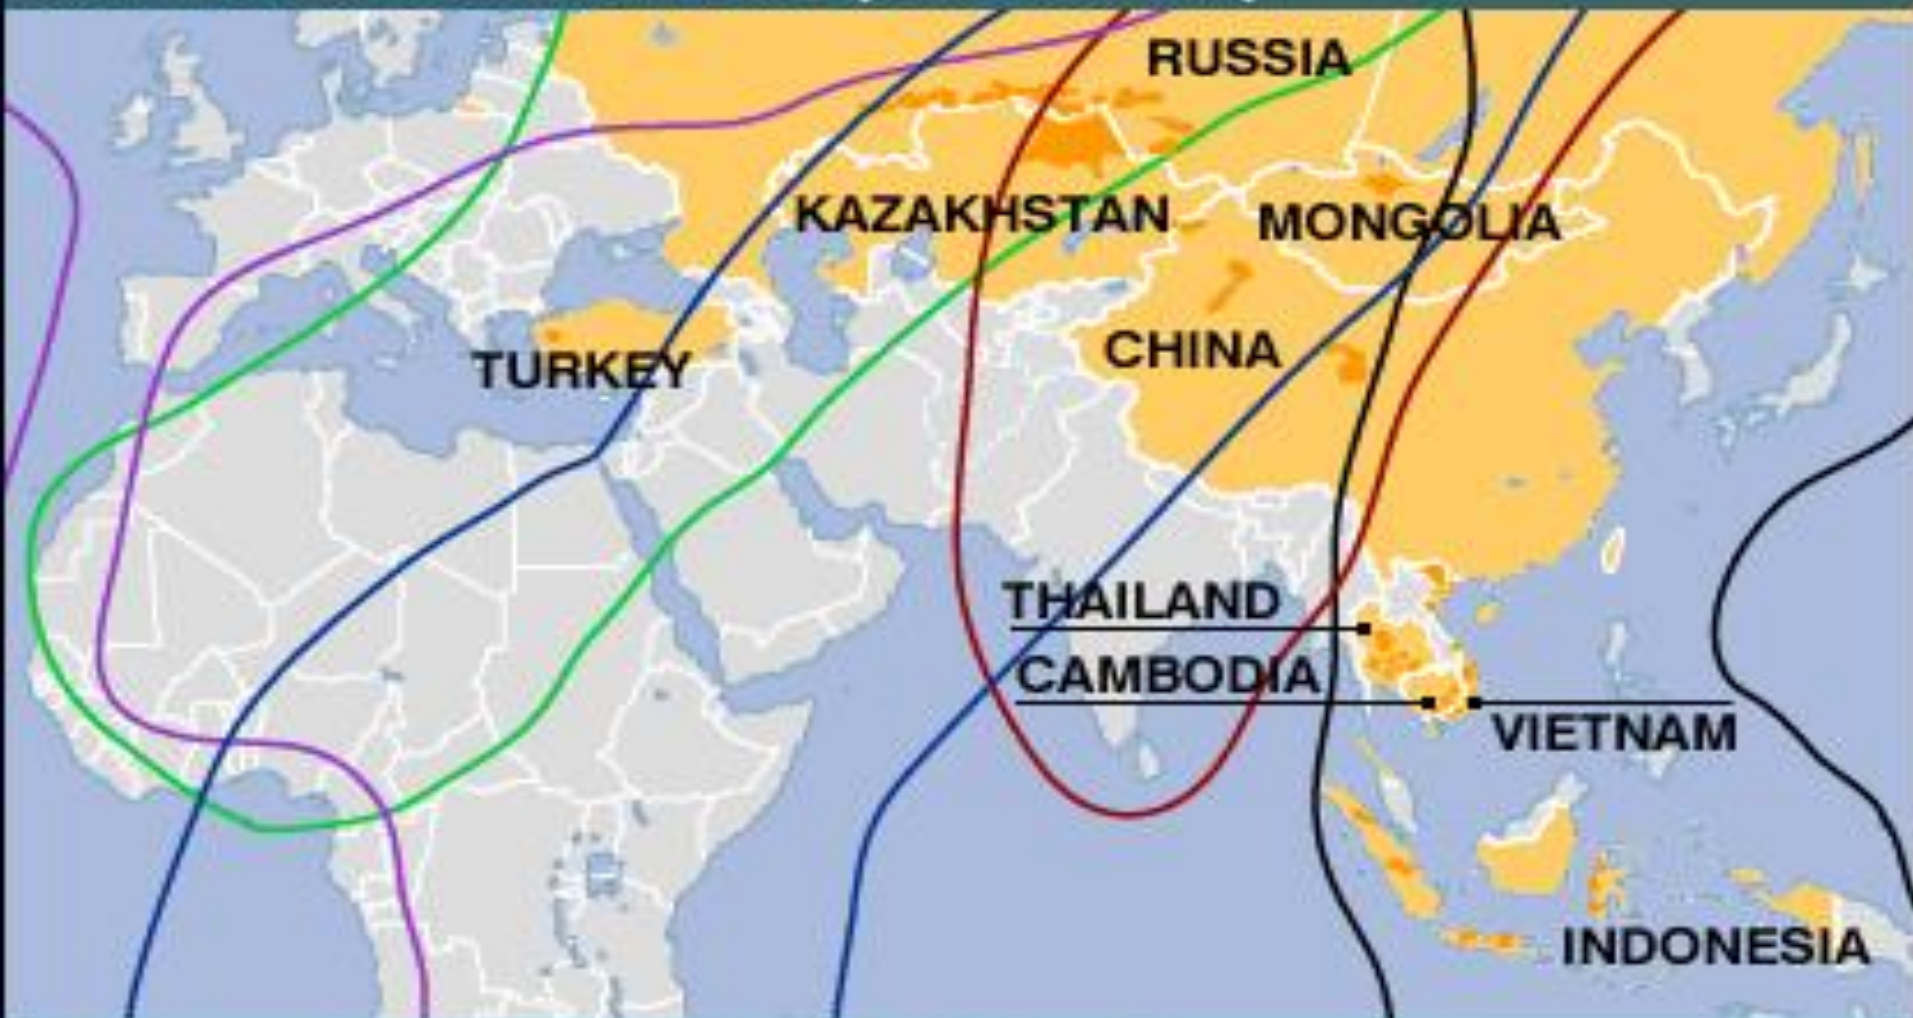 RUSSIA
KAZAKHSTAN
MONGOLIA
TURKEY
CHINA
THAILAND
CAMBODIA
VIETNAM
INDONESIA